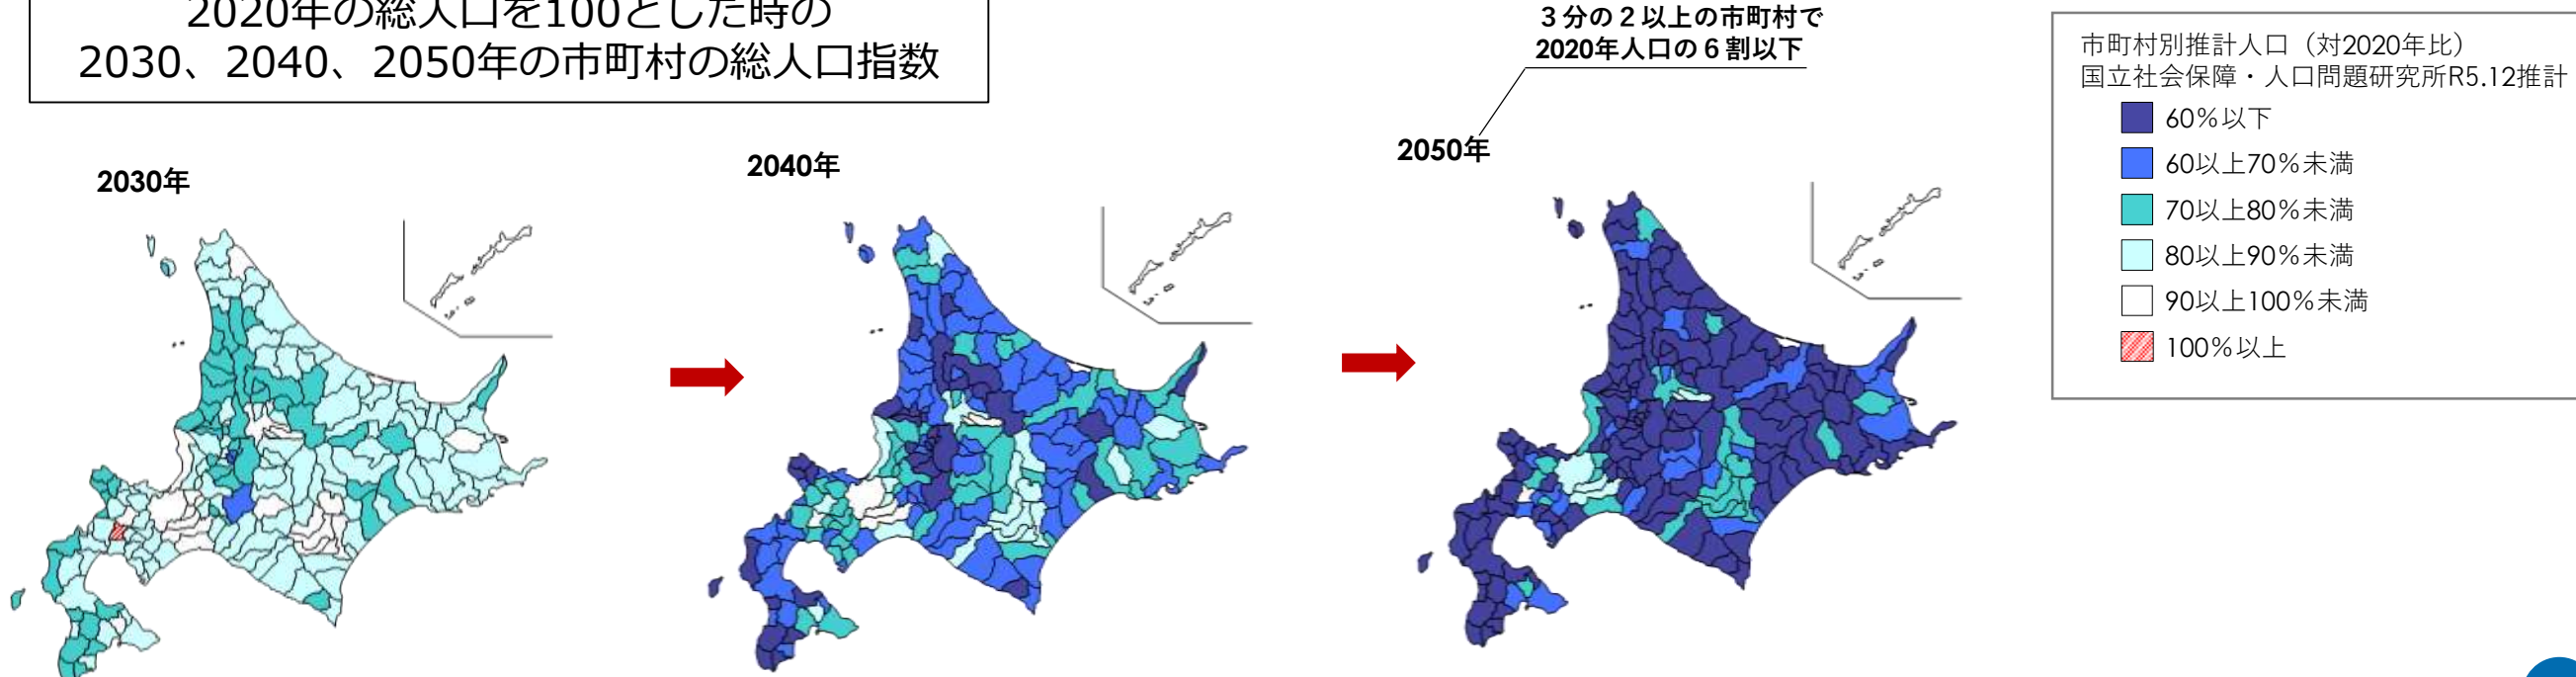 2020年の総人口を100とした時の
2030、2040、2050年の市町村の総人口指数
３分の２以上の市町村で
2020年人口の６割以下
2030年
2040年
2050年
市町村別推計人口（対2020年比）
国立社会保障・人口問題研究所R5.12推計
60％以下
60以上70％未満
70以上80％未満
80以上90％未満
90以上100％未満
100％以上